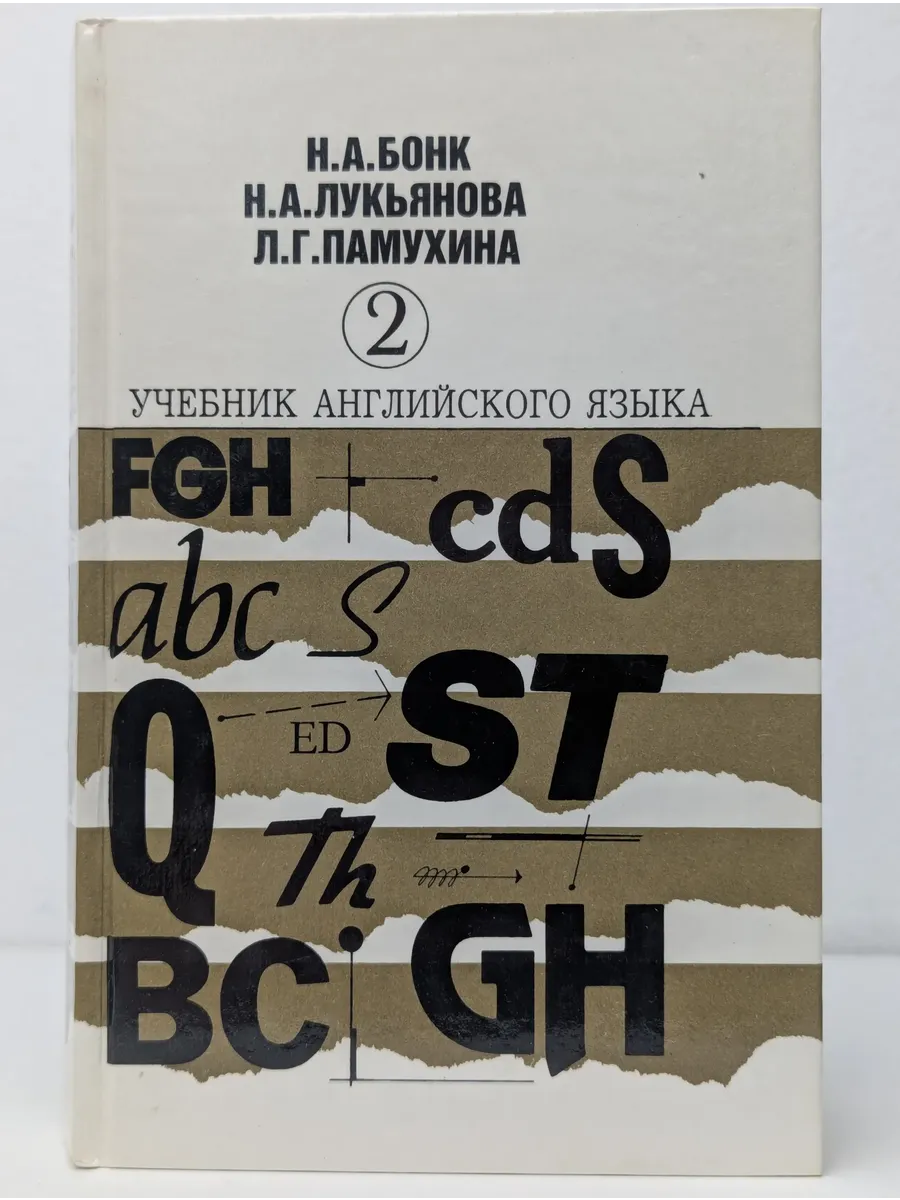 Н.А.БОНК
Н.А.ЛУКЬЯНОВА
Л.Г.ПАМУХИНА
2
УЧЕБНИК АНГЛИЙСКОГО ЯЗЫКА
FGH
cdS
abc S
Q
ED
ST
Th
BC
GH